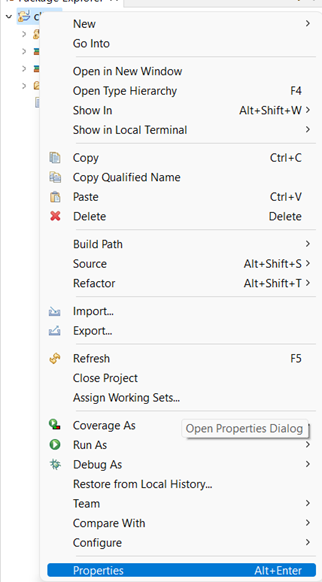 Package Explorer
New
Go Into
Open in New Window
Open Type Hierarchy F4
Show In Alt+Shift+W >
Show in Local Terminal >
Copy Ctrl+C
Copy Qualified Name
Paste Ctrl+V
Delete Delete
Build Path >
Source Alt+Shift+S >
Refactor Alt+Shift+T >
Import...
Export...
Refresh F5
Close Project
Assign Working Sets...
Coverage As
Open Properties Dialog
Run As >
Debug As >
Restore from Local History...
Team >
Compare With >
Configure >
Properties Alt+Enter